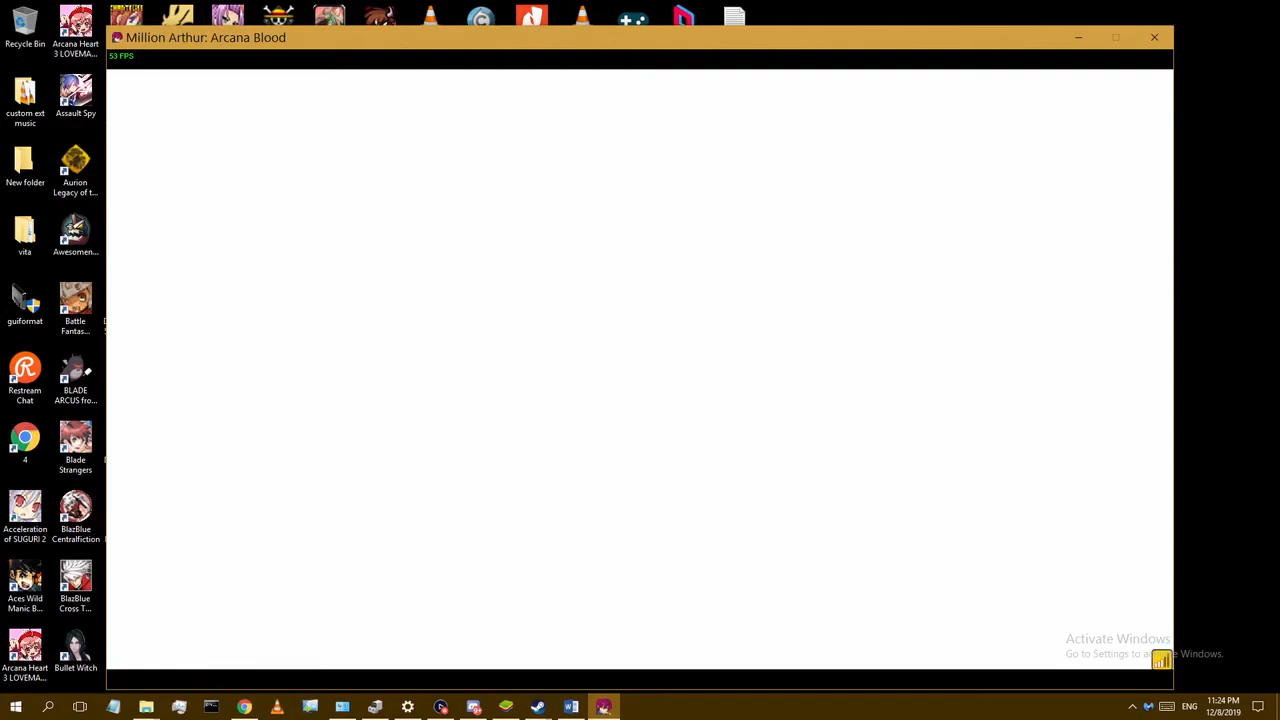 Million Arthur: Arcana Blood
53 FPS
Recycle Bin
Arcana Heart
3 LOVEMA...
custom ext
music
Assault Spy
New folder
Aurion
Legacy of t...
vita
Awesomen...
guiformat
Battle
Fantas...
Restream
Chat
BLADE
ARCUS fro...
4
Blade
Strangers
Acceleration
of SUGURI 2
BlazBlue
Centralfiction
Aces Wild
Manic B...
BlazBlue
Cross T...
Arcana Heart
3 LOVEMA...
Bullet Witch
Activate Windows
Go to Settings to Windows.
ENG
11:24 PM
12/8/2019